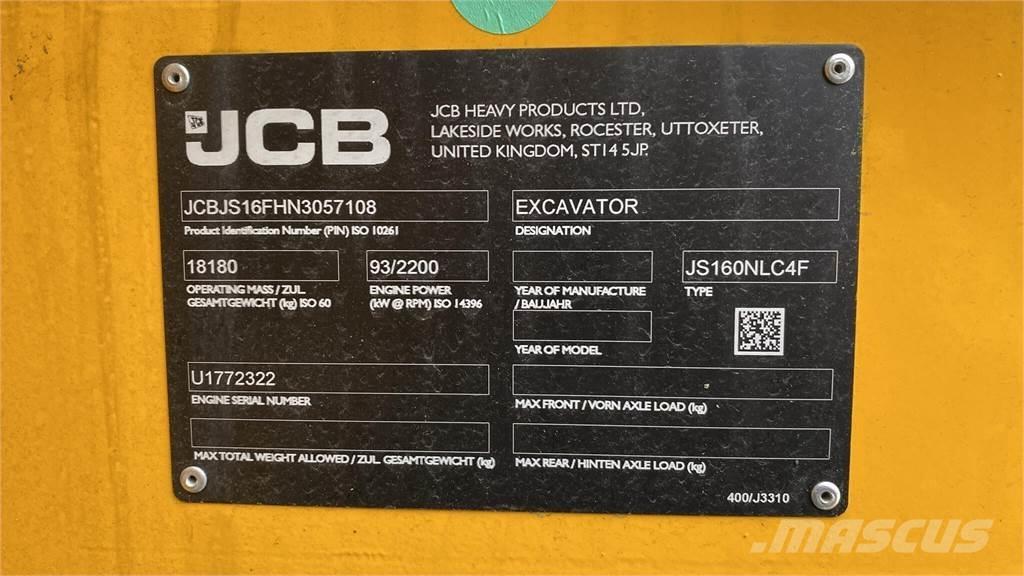 JCB
JCB HEAVY PRODUCTS LTD,
LAKESIDE WORKS, ROCESTER, UTTOXETER,
UNITED KINGDOM, ST14 5JP.
JCBJS16FHN3057108
Product Identification Number (PIN) ISO 10261
EXCAVATOR
DESIGNATION
18180
OPERATING MASS / ZUL.
GESAMTGEWICHT (kg) ISO 60
93/2200
ENGINE POWER
(kW @ RPM) ISO 14396
YEAR OF MANUFACTURE
/ BAUJAHR
JS160NLC4F
TYPE
YEAR OF MODEL
U1772322
ENGINE SERIAL NUMBER
MAX FRONT / VORN AXLE LOAD (kg)
MAX TOTAL WEIGHT ALLOWED / ZUL. GESAMTGEWICHT (kg)
MAX REAR / HINTEN AXLE LOAD (kg)
400/J3310
MASCUS